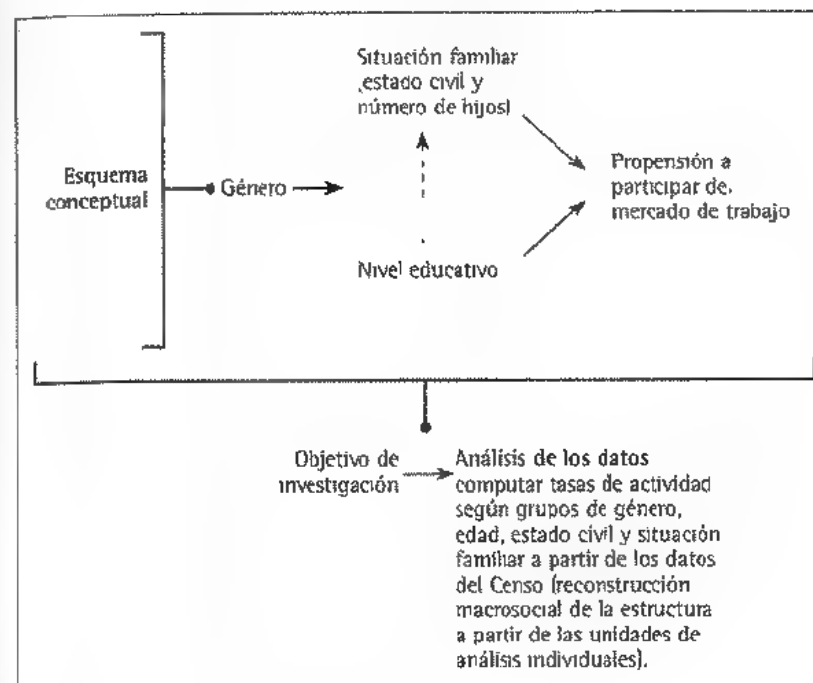 Situación familiar
(estado civil y
número de hijos)
Esquema
conceptual
Género
Propensión a
participar del
mercado de trabajo
Nivel educativo
Objetivo de
investigación
Análisis de los datos
computar tasas de actividad
según grupos de género,
edad, estado civil y situación
familiar a partir de los datos
del Censo (reconstrucción
macrosocial de la estructura
a partir de las unidades de
análisis individuales).